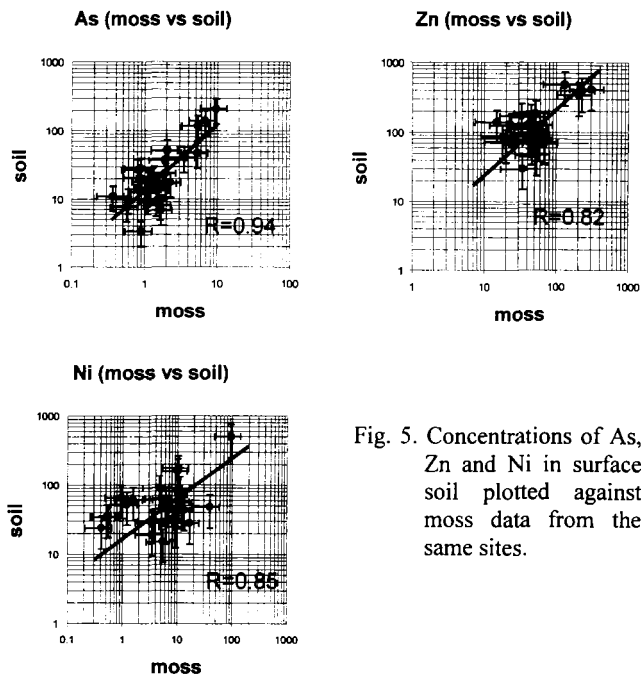 As (moss vs soil)
1000
100
10
1
soil
0.1 1 10 100
moss
R=0.94
Zn (moss vs soil)
1000
100
10
1
soil
1 10 100 1000
moss
R=0.82
Ni (moss vs soil)
1000
100
10
1
soil
0.1 1 10 100 1000
moss
R=0.85
Fig. 5. Concentrations of As,
Zn and Ni in surface
soil plotted against
moss data from the
same sites.